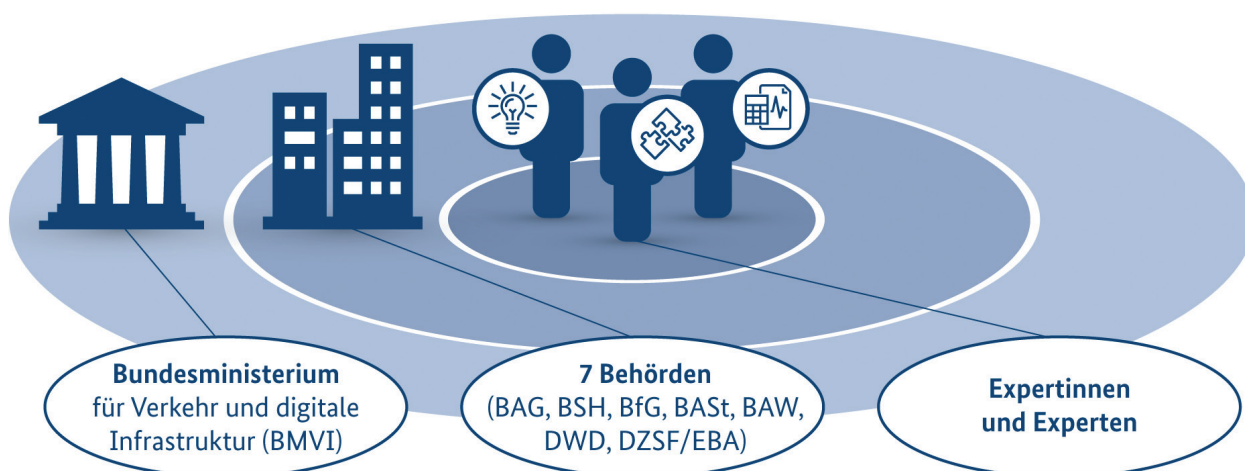 Bundesministerium
für Verkehr und digitale
Infrastruktur (BMVI)
7 Behörden
(BAG, BSH, BfG, BASt, BAW,
DWD, DZSF/EBA)
Expertinnen
und Experten